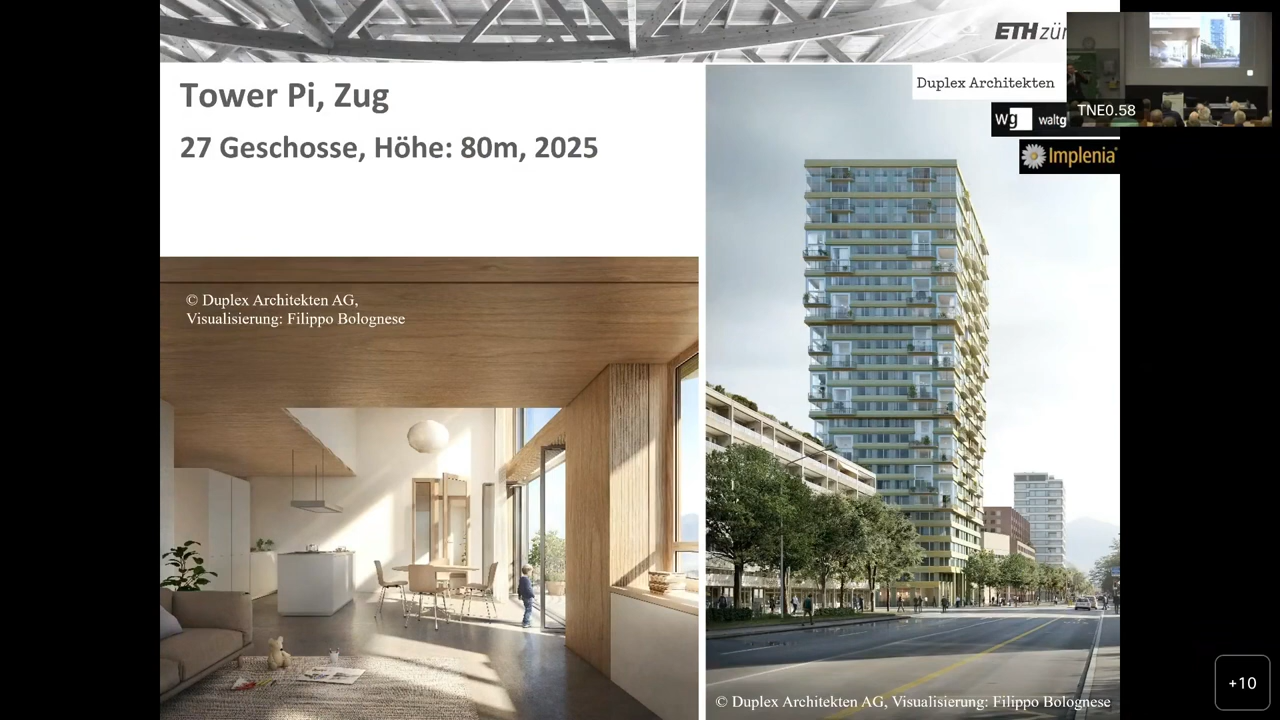 ETH zür
Tower Pi, Zug
27 Geschosse, Höhe: 80m, 2025
Duplex Architekten
wg waltg
Implenia
TNE0.58
© Duplex Architekten AG,
Visualisierung: Filippo Bolognese
© Duplex Architekten AG, Visualisierung: Filippo Bolognese
+10